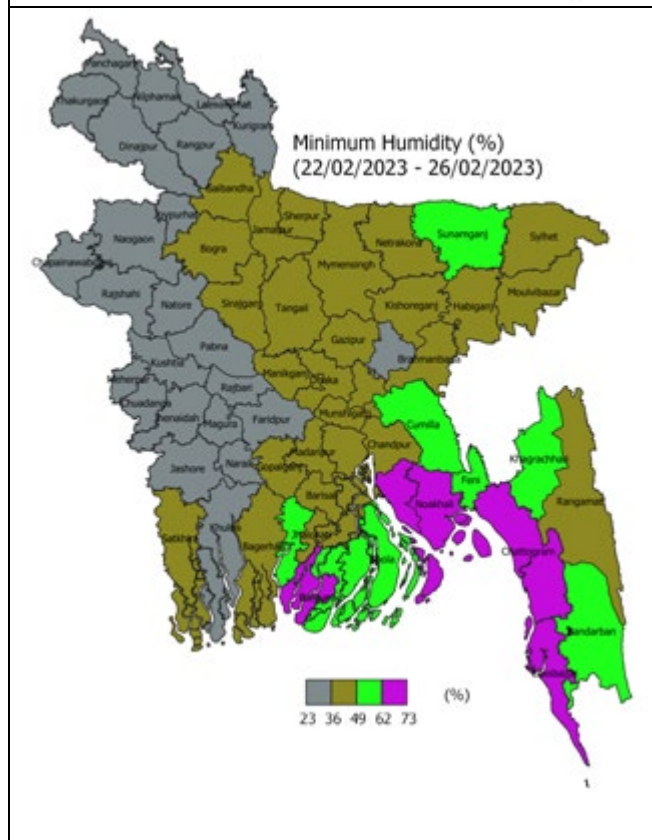 Panchagarh
Thakurgaon
Nilphamari
Lalmonirhat
Kurigram
Dinajpur
Rangpur
Minimum Humidity (%)
(22/02/2023 - 26/02/2023)
Gaibandha
Joypurhat
Sherpur
Jamalpur
Naogaon
Netrakona
Sunamganj
Sylhet
Bogra
Mymensingh
Chapainawabganj
Rajshahi
Natore
Sirajganj
Tangail
Kishoreganj
Habiganj
Moulvibazar
Pabna
Gazipur
Brahmanbaria
Kushtia
Meherpur
Rajbari
Manikganj
Dhaka
Chuadanga
Jhenaidah
Magura
Faridpur
Munshiganj
Cumilla
Chandpur
Khagrachhari
Jashore
Narail
Madaripur
Gopalganj
Feni
Noakhali
Rangamati
Barisal
Satkhira
Khulna
Bagerhat
Bhola
Chattogram
Bandarban
(%)
23 36 49 62 73